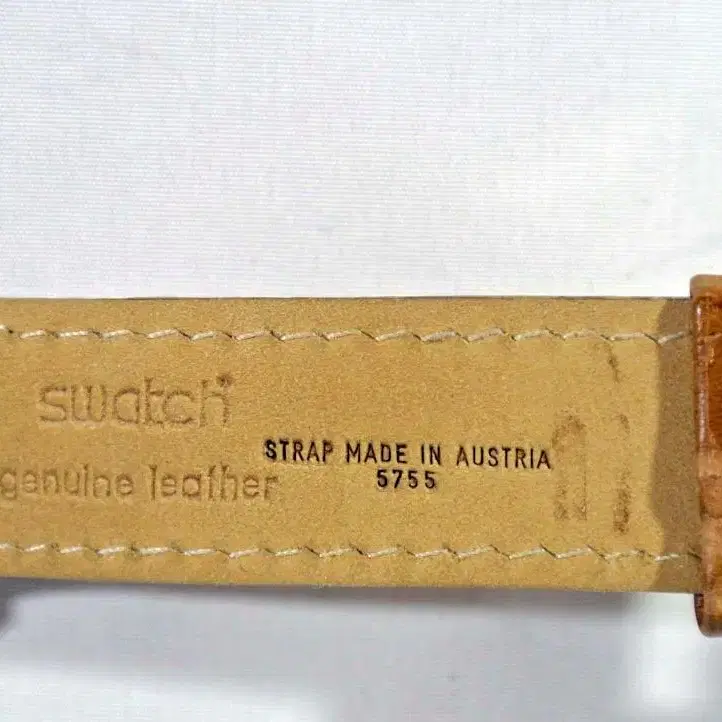 swatch
STRAP MADE IN AUSTRIA
genuine leather
5755